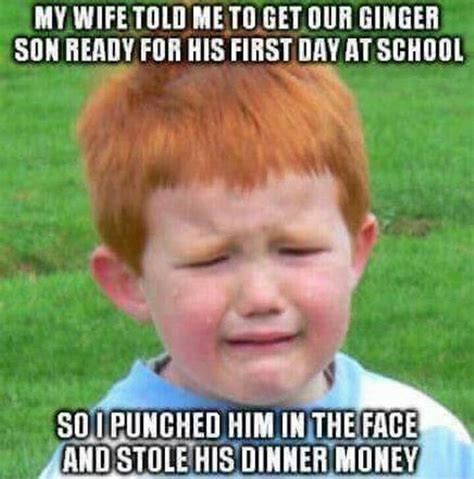 MY WIFE TOLD ME TO GET OUR GINGER
SON READY FOR HIS FIRST DAY AT SCHOOL
SO I PUNCHED HIM IN THE FACE
AND STOLE HIS DINNER MONEY